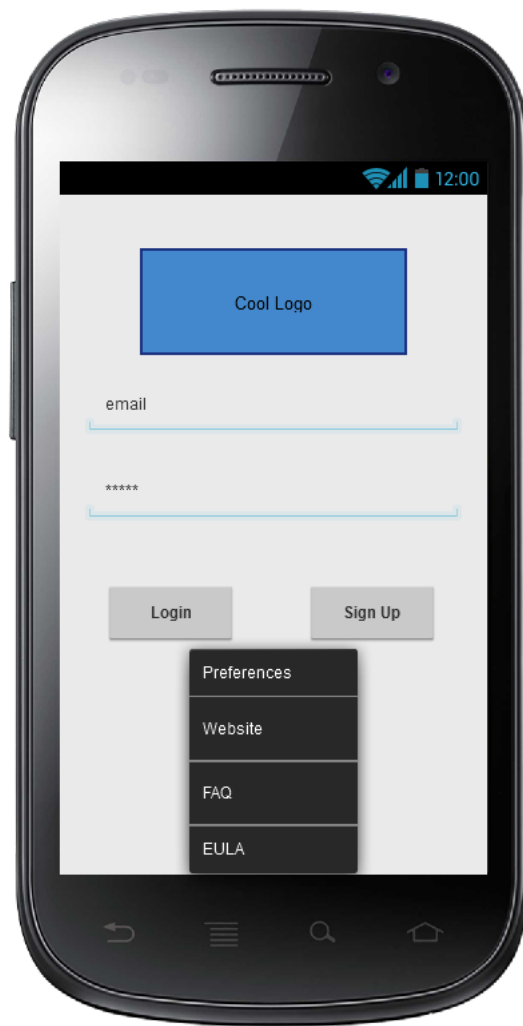 12:00
Cool Logo
email
*****
Login
Sign Up
Preferences
Website
FAQ
EULA